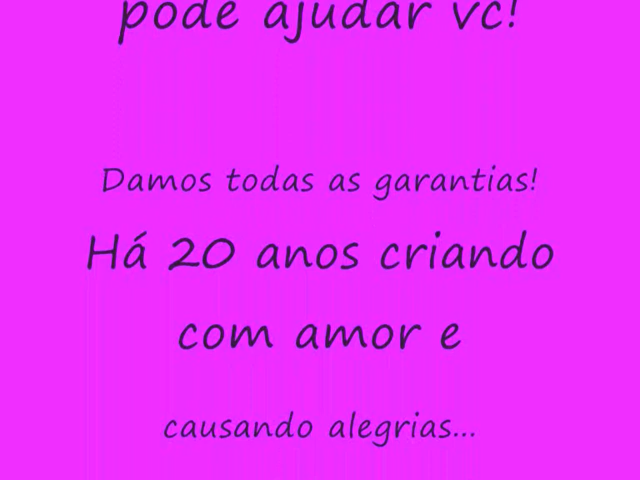 pode ajudar vc!
Damos todas as garantias!
Há 20 anos criando
com amor e
causando alegrias...